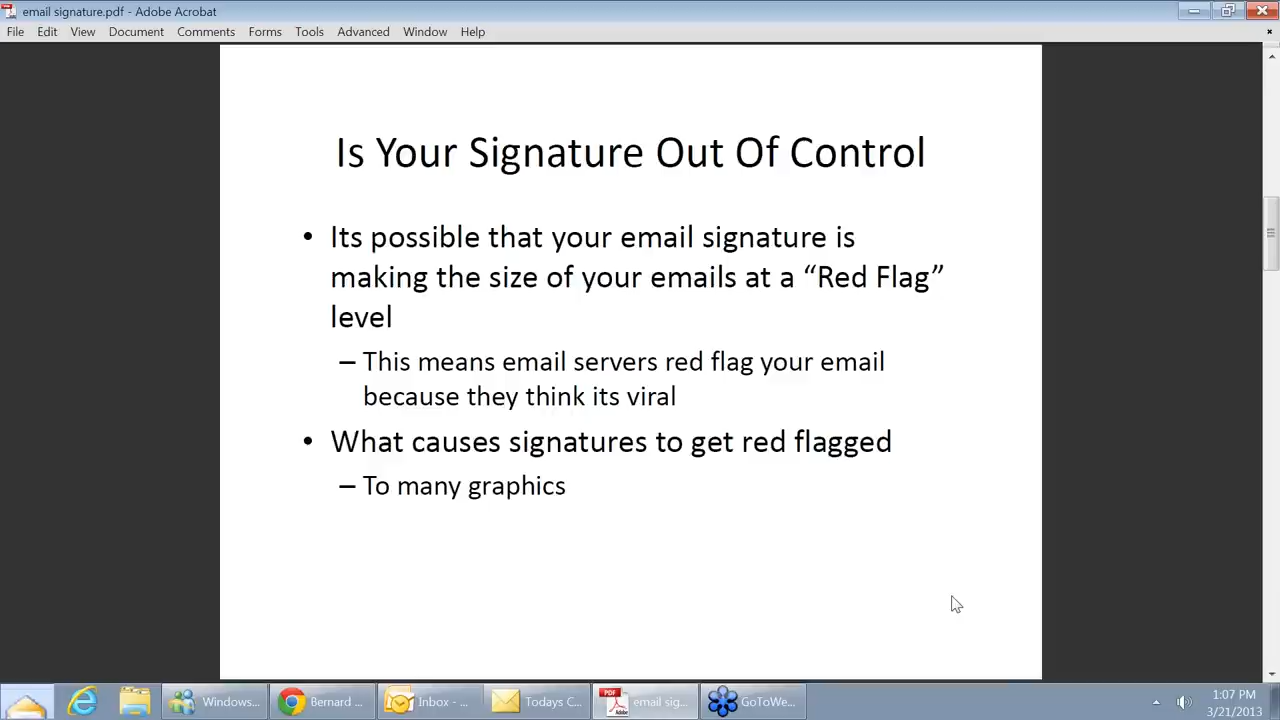 email signature.pdf - Adobe Acrobat
File Edit View Document Comments Forms Tools Advanced Window Help
Is Your Signature Out Of Control
• Its possible that your email signature is
making the size of your emails at a “Red Flag”
level
– This means email servers red flag your email
because they think its viral
• What causes signatures to get red flagged
– To many graphics
Windows... Bernard ... Inbox - ... Todays C... PDF Adobe email sig... GoToWe... 1:07 PM
3/21/2013